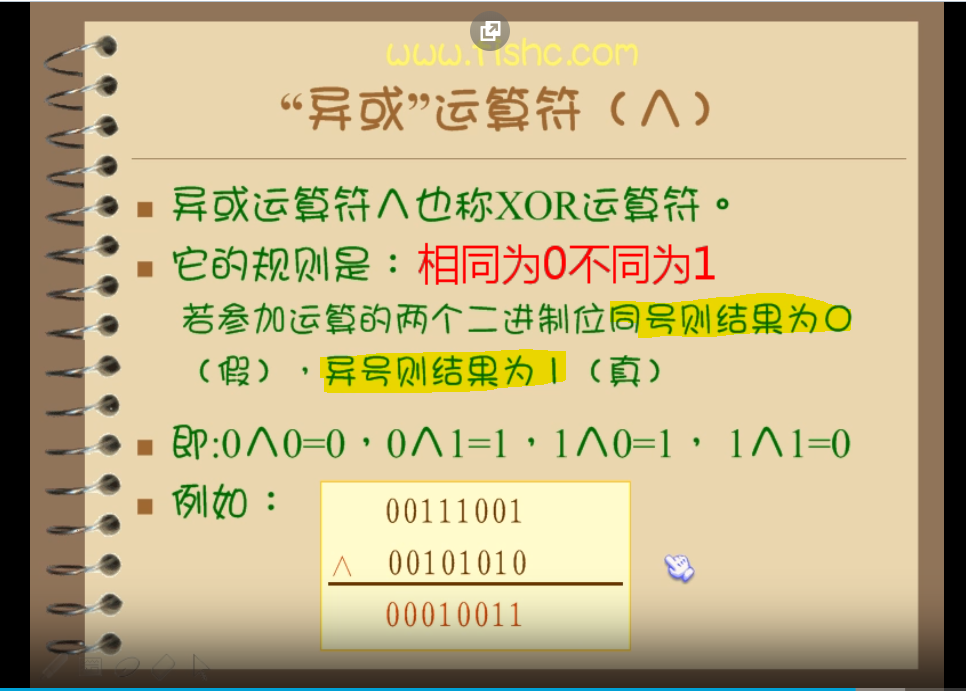 “异或”运算符（∧）
■ 异或运算符∧也称XOR运算符。
■ 它的规则是：相同为0不同为1
若参加运算的两个二进制位同号则结果为0
（假），异号则结果为1（真）
■ 即:0∧0=0，0∧1=1，1∧0=1， 1∧1=0
■ 例如：
00111001
∧ 00101010
00010011